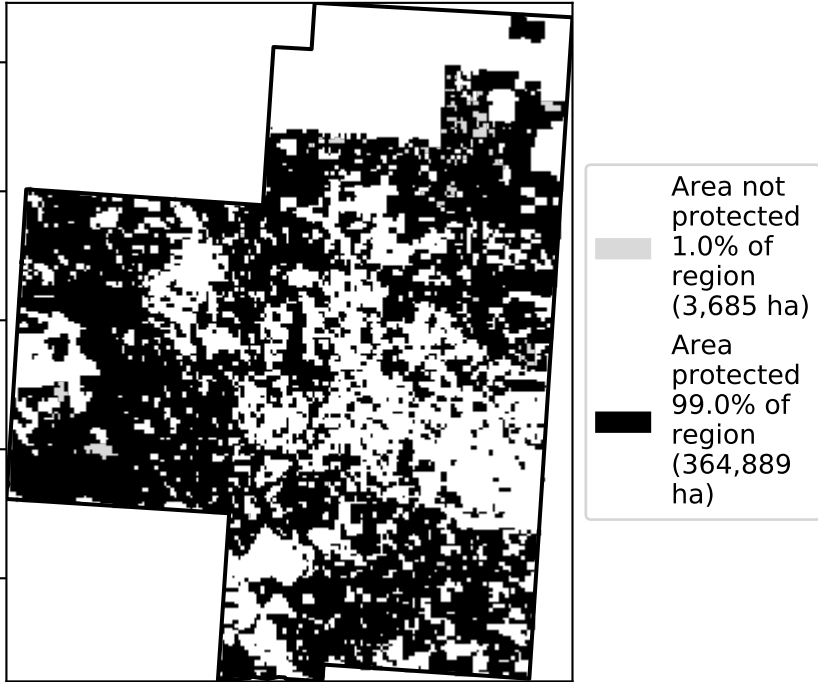 Area not
protected
1.0% of
region
(3,685 ha)
Area
protected
99.0% of
region
(364,889
ha)